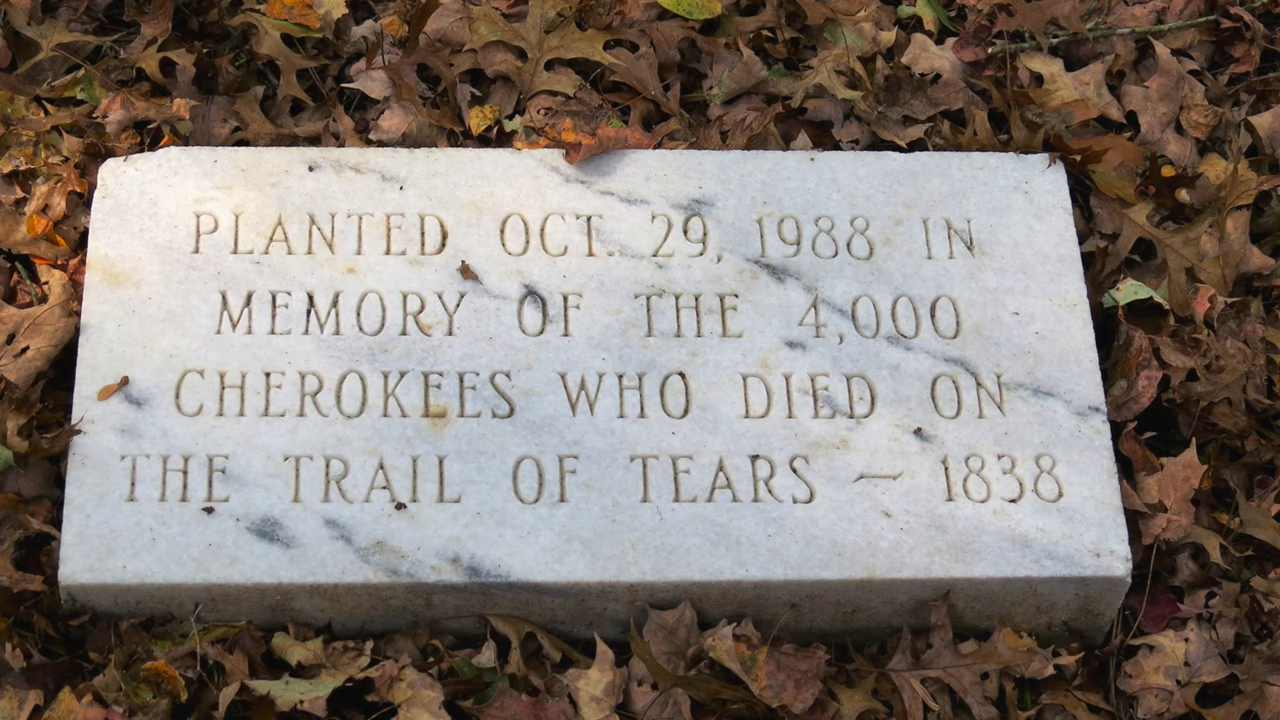 PLANTED OCT. 29, 1988 IN
MEMORY OF THE 4,000
CHEROKEES WHO DIED ON
THE TRAIL OF TEARS — 1838